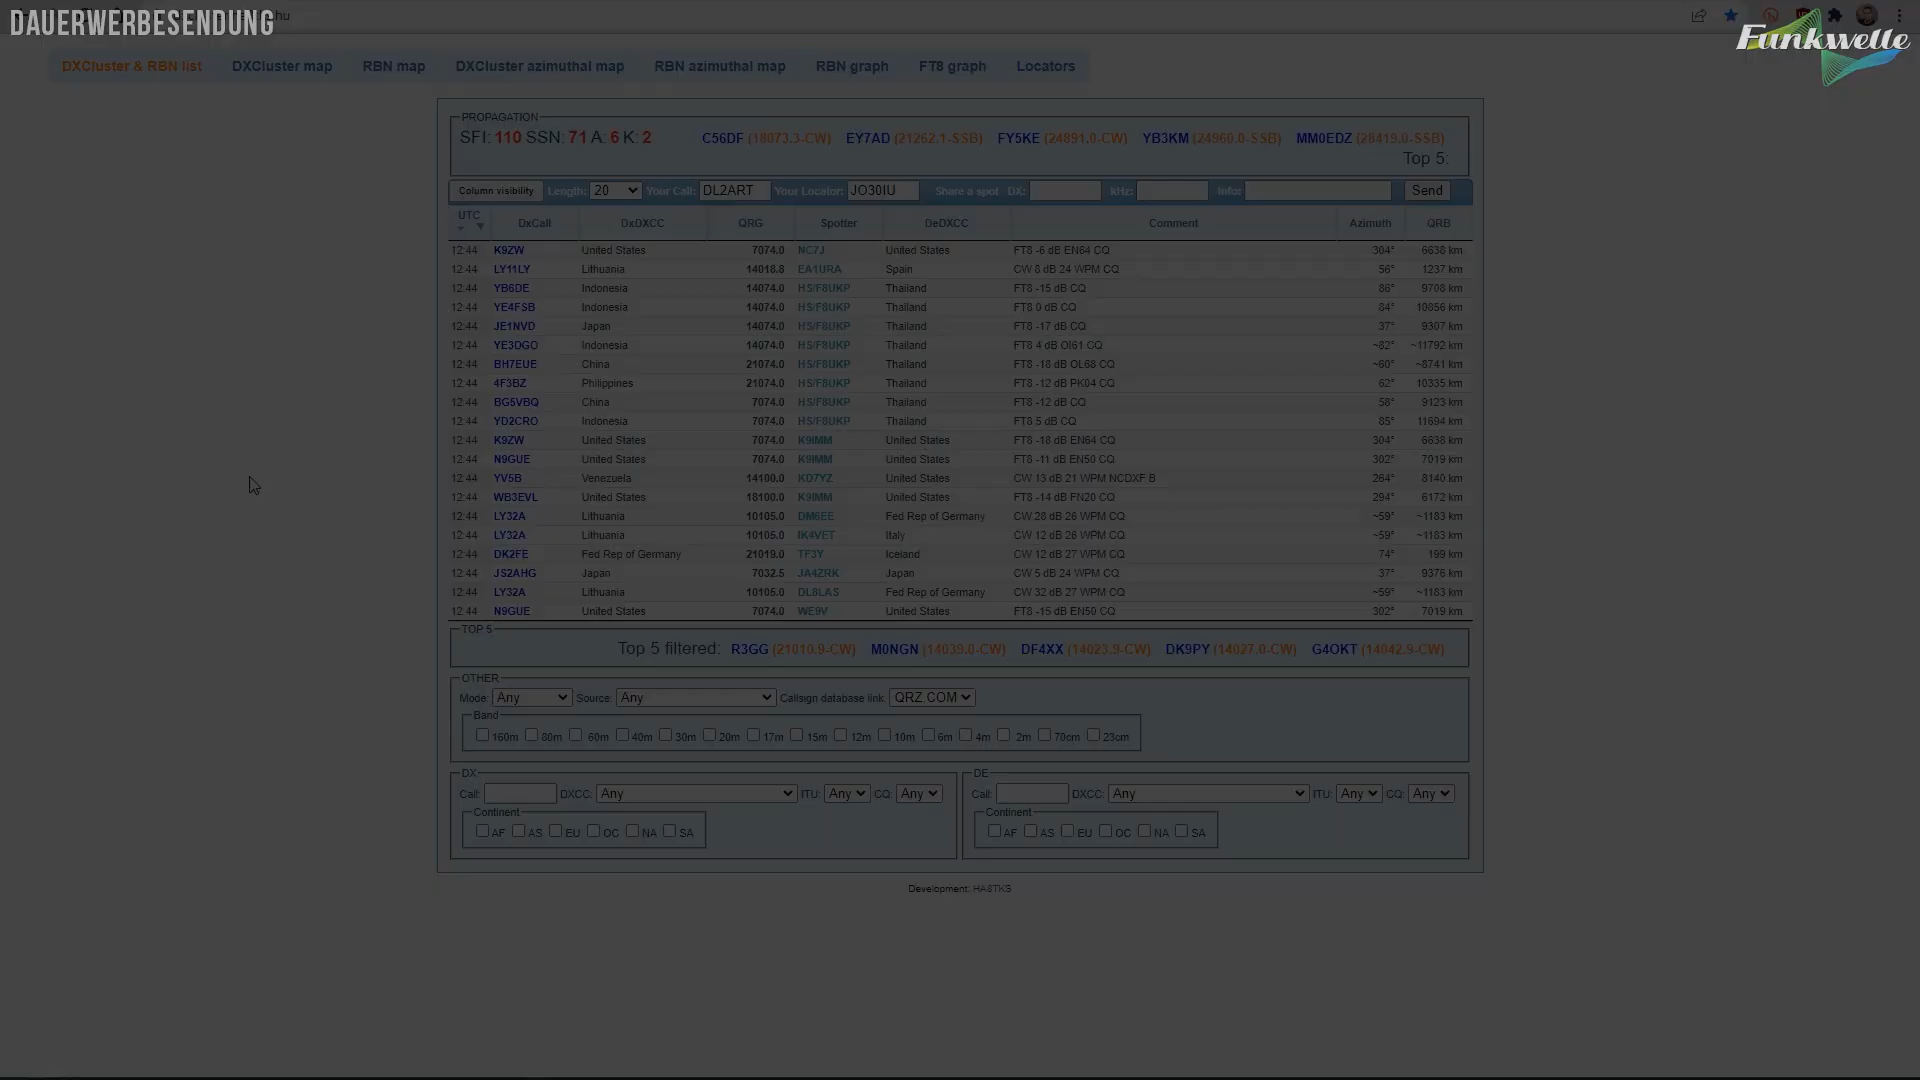 DAUERWERBESENDUNG
Funkwelle
DXCluster & RBN list DXCluster map RBN map DXCluster azimuthal map RBN azimuthal map RBN graph FT8 graph Locators
PROPAGATION
SFI: 110 SSN: 71 A: 6 K: 2 C56DF (18073.3-CW) EY7AD (21262.1-SSB) FY5KE (24891.0-CW) YB3KM (24960.0-SSB) MM0EDZ (28419.0-SSB)
Top 5:
Column visibility Length: 20 Your Call: DL2ART Your Locator: JO30IU Share a spot DX: kHz: Info: Send
UTC DxCall DxDXCC QRG Spotter DeDXCC Comment Azimuth QRB
12:44 K9ZW United States 7074.0 NC7J United States FT8 -6 dB EN64 CQ 304° 6638 km
12:44 LY11LY Lithuania 14018.8 EA1URA Spain CW 8 dB 24 WPM CQ 56° 1237 km
12:44 YB6DE Indonesia 14074.0 HS/F8UKP Thailand FT8 -15 dB CQ 86° 9708 km
12:44 YE4FSB Indonesia 14074.0 HS/F8UKP Thailand FT8 0 dB CQ 84° 10856 km
12:44 JE1NVD Japan 14074.0 HS/F8UKP Thailand FT8 -17 dB CQ 37° 9307 km
12:44 YE3DGO Indonesia 14074.0 HS/F8UKP Thailand FT8 4 dB OI61 CQ ~82° ~11792 km
12:44 BH7EUE China 21074.0 HS/F8UKP Thailand FT8 -18 dB OL68 CQ ~60° ~8741 km
12:44 4F3BZ Philippines 21074.0 HS/F8UKP Thailand FT8 -12 dB PK04 CQ 62° 10335 km
12:44 BG5VBQ China 7074.0 HS/F8UKP Thailand FT8 -12 dB CQ 58° 9123 km
12:44 YD2CRO Indonesia 7074.0 HS/F8UKP Thailand FT8 5 dB CQ 85° 11694 km
12:44 K9ZW United States 7074.0 K9IMM United States FT8 -18 dB EN64 CQ 304° 6638 km
12:44 N9GUE United States 7074.0 K9IMM United States FT8 -11 dB EN50 CQ 302° 7019 km
12:44 YV5B Venezuela 14100.0 KD7YZ United States CW 13 dB 21 WPM NCDXF B 264° 8140 km
12:44 WB3EVL United States 18100.0 K9IMM United States FT8 -14 dB FN20 CQ 294° 6172 km
12:44 LY32A Lithuania 10105.0 DM6EE Fed Rep of Germany CW 28 dB 26 WPM CQ ~59° ~1183 km
12:44 LY32A Lithuania 10105.0 IK4VET Italy CW 12 dB 26 WPM CQ ~59° ~1183 km
12:44 DK2FE Fed Rep of Germany 21019.0 TF3Y Iceland CW 12 dB 27 WPM CQ 74° 199 km
12:44 JS2AHG Japan 7032.5 JA4ZRK Japan CW 5 dB 24 WPM CQ 37° 9376 km
12:44 LY32A Lithuania 10105.0 DL8LAS Fed Rep of Germany CW 32 dB 27 WPM CQ ~59° ~1183 km
12:44 N9GUE United States 7074.0 WE9V United States FT8 -15 dB EN50 CQ 302° 7019 km
TOP 5
Top 5 filtered: R3GG (21010.9-CW) M0NGN (14039.0-CW) DF4XX (14023.9-CW) DK9PY (14027.0-CW) G4OKT (14042.9-CW)
OTHER
Mode: Any Source: Any Callsign database link: QRZ.COM
Band
160m 80m 60m 40m 30m 20m 17m 15m 12m 10m 6m 4m 2m 70cm 23cm
DX DE
Call: DXCC: Any ITU: Any CQ: Any Call: DXCC: Any ITU: Any CQ: Any
Continent Continent
AF AS EU OC NA SA AF AS EU OC NA SA
Development: HA8TKS